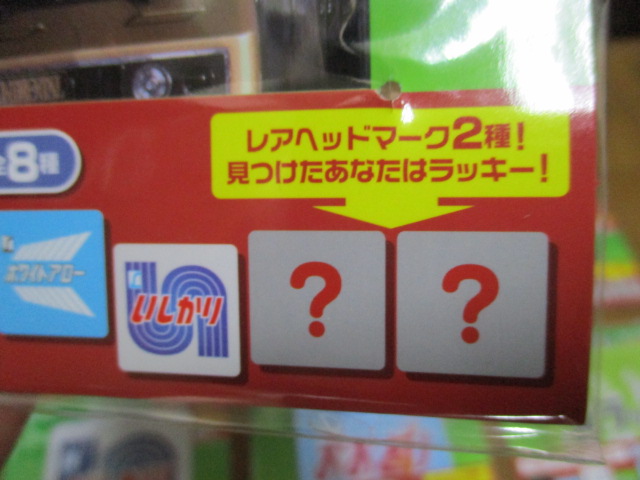 全8種
レアヘッドマーク2種!
見つけたあなたはラッキー!
ホワイトアロー
いしかり
?
?